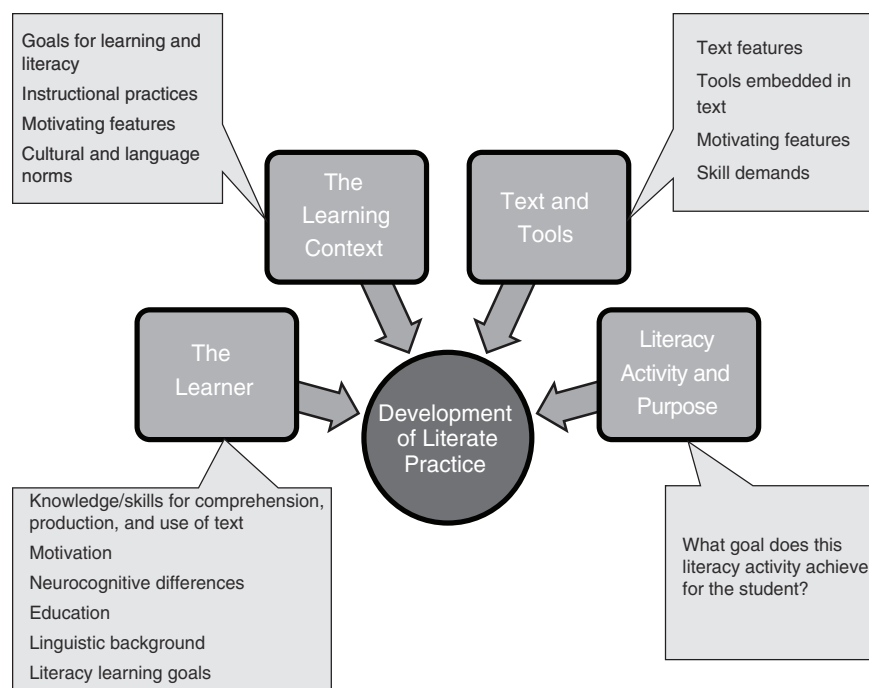 Goals for learning and
literacy
Instructional practices
Motivating features
Cultural and language
norms
The
Learning
Context
Text and
Tools
Text features
Tools embedded in
text
Motivating features
Skill demands
The
Learner
Literacy
Activity and
Purpose
Development
of Literate
Practice
Knowledge/skills for comprehension,
production, and use of text
Motivation
Neurocognitive differences
Education
Linguistic background
Literacy learning goals
What goal does this
literacy activity achieve
for the student?